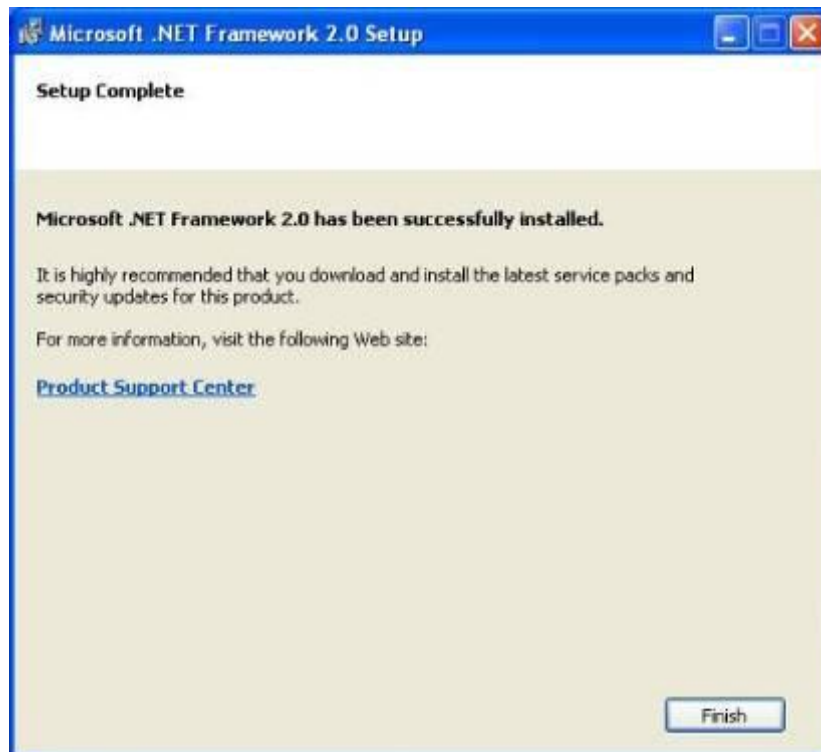 Microsoft .NET Framework 2.0 Setup
Setup Complete
Microsoft .NET Framework 2.0 has been successfully installed.
It is highly recommended that you download and install the latest service packs and
security updates for this product.
For more information, visit the following Web site:
Product Support Center
Finish